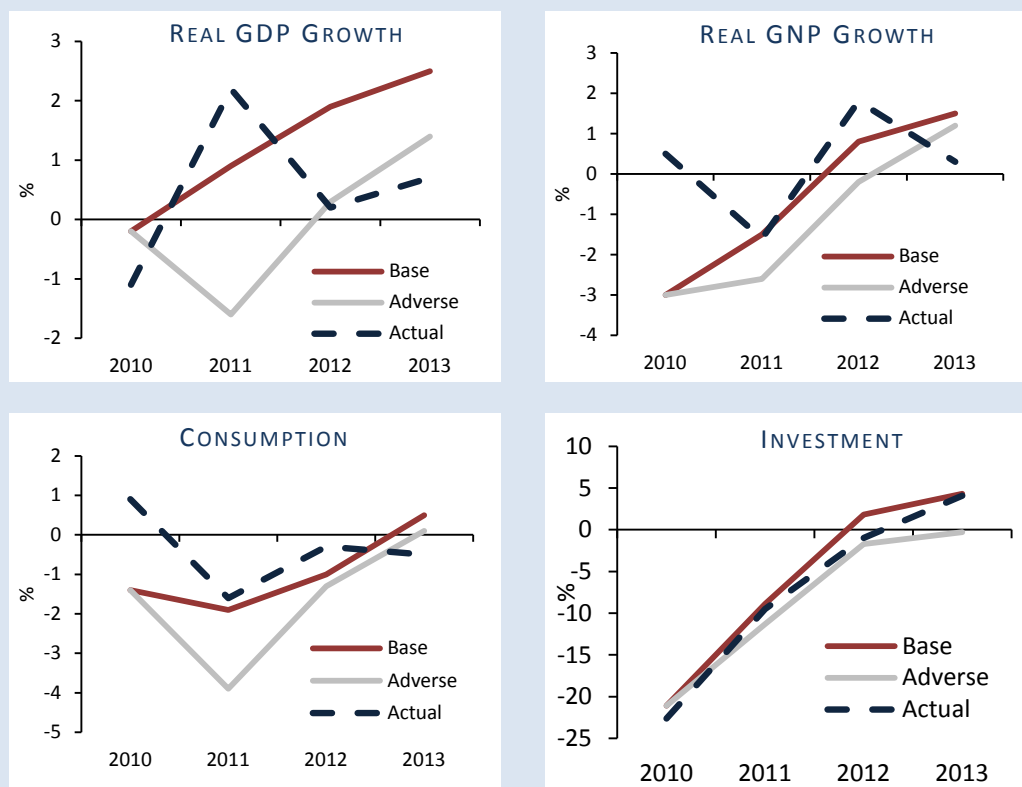 REAL GDP GROWTH
3
2
1
0
-1
-2
%
Base
Adverse
Actual
2010 2011 2012 2013
REAL GNP GROWTH
3
2
1
0
-1
-2
-3
-4
%
Base
Adverse
Actual
2010 2011 2012 2013
CONSUMPTION
2
1
0
-1
-2
-3
-4
-5
%
Base
Adverse
Actual
2010 2011 2012 2013
INVESTMENT
10
5
0
-5
-10
-15
-20
-25
%
Base
Adverse
Actual
2010 2011 2012 2013